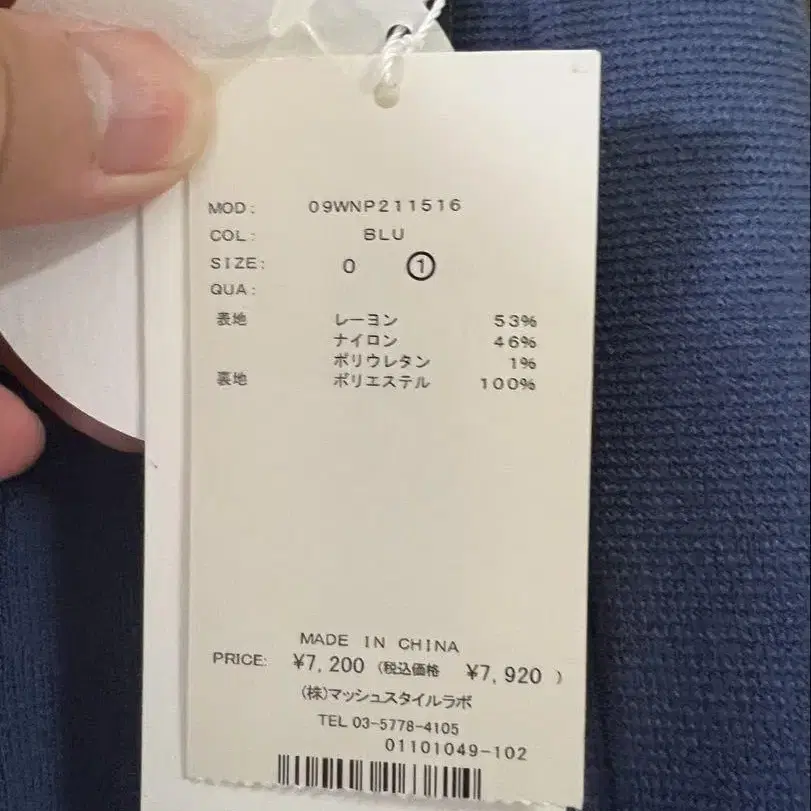 MOD: 09WNP211516
COL: BLU
SIZE: 0 ①
QUA:
表地 レーヨン 53%
ナイロン 46%
ポリウレタン 1%
裏地 ポリエステル 100%
MADE IN CHINA
PRICE: ¥7,200 (税込価格 ¥7,920 )
(株)マッシュスタイルラボ
TEL 03-5778-4105
01101049-102